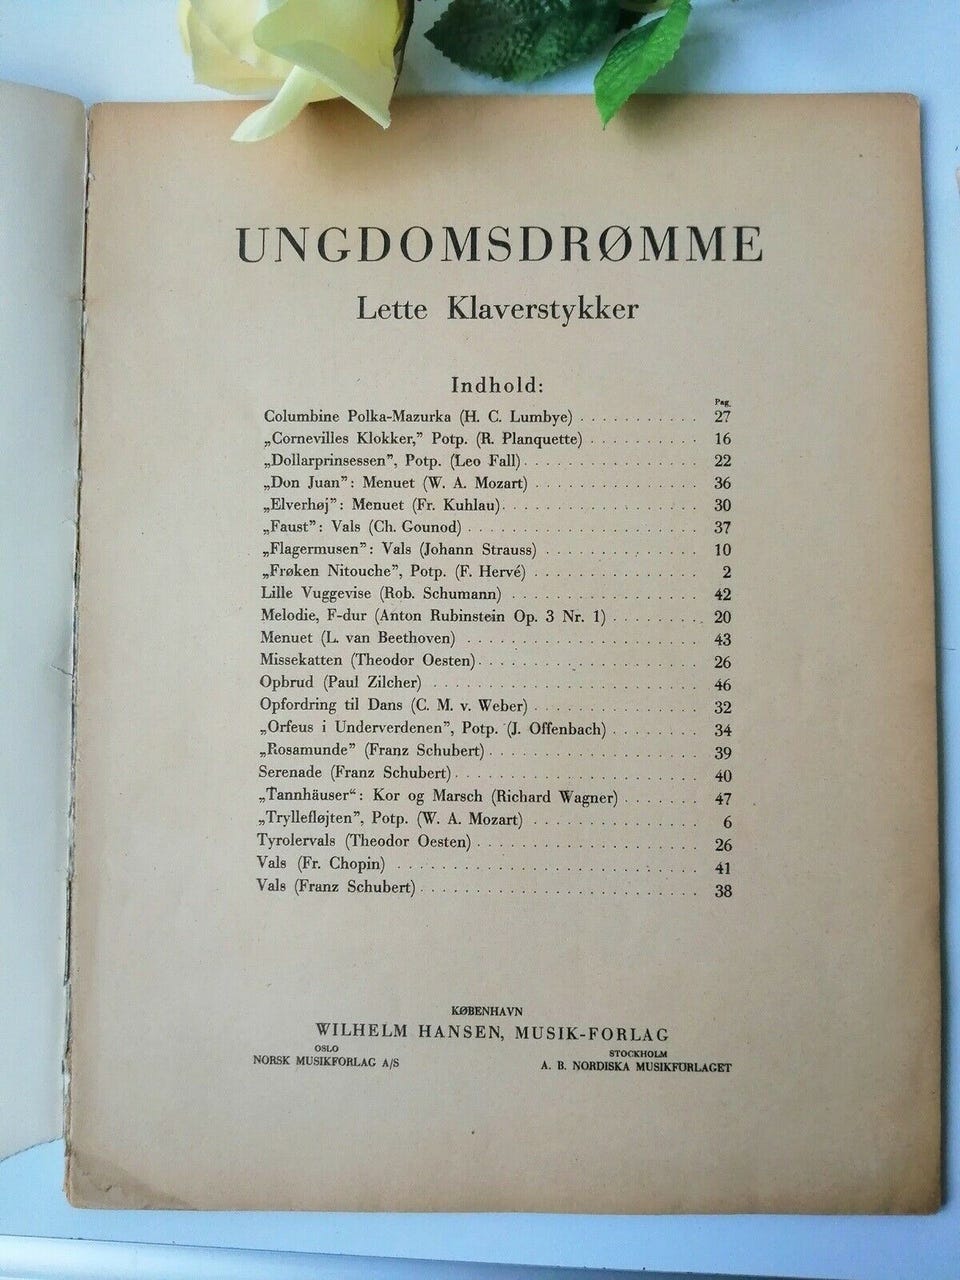 UNGDOMSDRØMME
Lette Klaverstykker
Indhold:
Pag.
Columbine Polka-Mazurka (H. C. Lumbye) . . . . . . . . . . . 27
„Cornevilles Klokker,” Potp. (R. Planquette) . . . . . . . . . . 16
„Dollarprinsessen”, Potp. (Leo Fall) . . . . . . . . . . . . . . . . 22
„Don Juan”: Menuet (W. A. Mozart) . . . . . . . . . . . . . . . 36
„Elverhøj”: Menuet (Fr. Kuhlau) . . . . . . . . . . . . . . . . . . 30
„Faust”: Vals (Ch. Gounod) . . . . . . . . . . . . . . . . . . . . . 37
„Flagermusen”: Vals (Johann Strauss) . . . . . . . . . . . . . . 10
„Frøken Nitouche”, Potp. (F. Hervé) . . . . . . . . . . . . . . . 2
Lille Vuggevise (Rob. Schumann) . . . . . . . . . . . . . . . . . 42
Melodie, F-dur (Anton Rubinstein Op. 3 Nr. 1) . . . . . . . . . 20
Menuet (L. van Beethoven) . . . . . . . . . . . . . . . . . . . . . 43
Missekatten (Theodor Oesten) . . . . . . . . . . . . . . . . . . . 26
Opbrud (Paul Zilcher) . . . . . . . . . . . . . . . . . . . . . . . . 46
Opfordring til Dans (C. M. v. Weber) . . . . . . . . . . . . . . . 32
„Orfeus i Underverdenen”, Potp. (J. Offenbach) . . . . . . . . 34
„Rosamunde” (Franz Schubert) . . . . . . . . . . . . . . . . . . . 39
Serenade (Franz Schubert) . . . . . . . . . . . . . . . . . . . . . . 40
„Tannhäuser“: Kor og Marsch (Richard Wagner) . . . . . . . 47
„Tryllefløjten”, Potp. (W. A. Mozart) . . . . . . . . . . . . . . . 6
Tyrolervals (Theodor Oesten) . . . . . . . . . . . . . . . . . . . . 26
Vals (Fr. Chopin) . . . . . . . . . . . . . . . . . . . . . . . . . . . 41
Vals (Franz Schubert) . . . . . . . . . . . . . . . . . . . . . . . . . 38
KØBENHAVN
WILHELM HANSEN, MUSIK-FORLAG
OSLO
NORSK MUSIKFORLAG A/S
STOCKHOLM
A. B. NORDISKA MUSIKFÖRLAGET